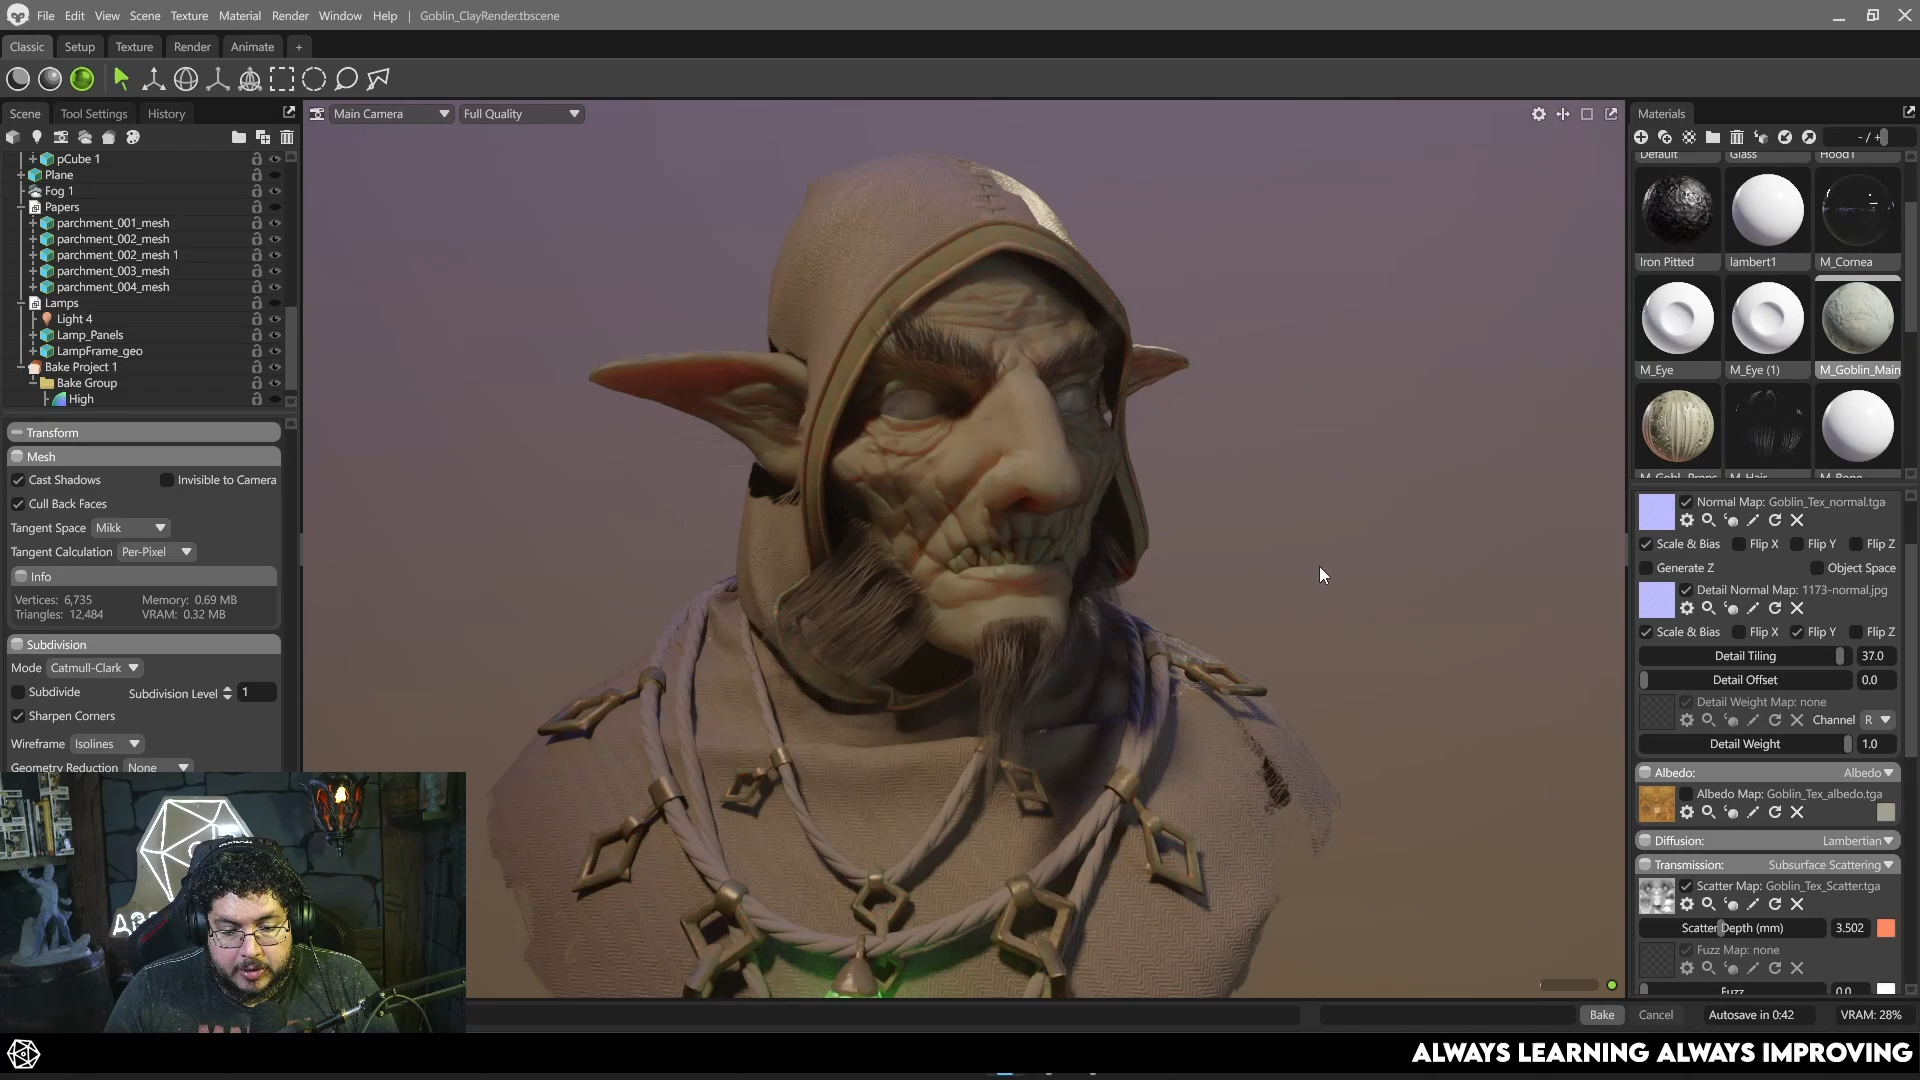 File Edit View Scene Texture Material Render Window Help | Goblin_ClayRender.tbscene
Classic Setup Texture Render Animate +
Scene Tool Settings History
Main Camera Full Quality
Materials
- / +
pCube 1
Plane
Fog 1
Papers
parchment_001_mesh
parchment_002_mesh
parchment_002_mesh 1
parchment_003_mesh
parchment_004_mesh
Lamps
Light 4
Lamp_Panels
LampFrame_geo
Bake Project 1
Bake Group
High
Transform
Mesh
Cast Shadows Invisible to Camera
Cull Back Faces
Tangent Space Mikk
Tangent Calculation Per-Pixel
Info
Vertices: 6,735 Memory: 0.69 MB
Triangles: 12,484 VRAM: 0.32 MB
Subdivision
Mode Catmull-Clark
Subdivide Subdivision Level 1
Sharpen Corners
Wireframe Isolines
Geometry Reduction None
Default Glass Hood1
Iron Pitted lambert1 M_Cornea
M_Eye M_Eye (1) M_Goblin_Main
M_Gobl_Props M_Hair M_Bone
Normal Map: Goblin_Tex_normal.tga
Scale & Bias Flip X Flip Y Flip Z
Generate Z Object Space
Detail Normal Map: 1173-normal.jpg
Scale & Bias Flip X Flip Y Flip Z
Detail Tiling 37.0
Detail Offset 0.0
Detail Weight Map: none
Channel R
Detail Weight 1.0
Albedo: Albedo
Albedo Map: Goblin_Tex_albedo.tga
Diffusion: Lambertian
Transmission: Subsurface Scattering
Scatter Map: Goblin_Tex_Scatter.tga
Scatter Depth (mm) 3.502
Fuzz Map: none
Fuzz 0.0
Bake Cancel Autosave in 0:42 VRAM: 28%
ALWAYS LEARNING ALWAYS IMPROVING